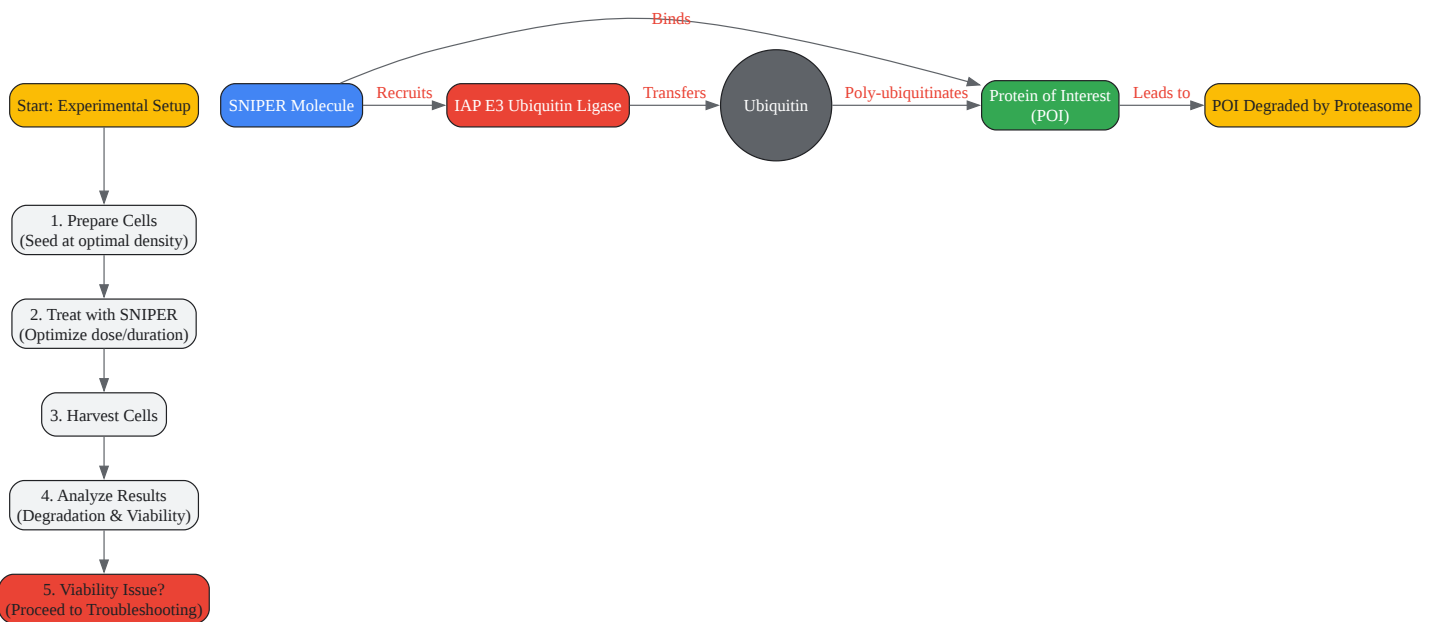 Binds
Start: Experimental Setup
SNIPER Molecule
Recruits
IAP E3 Ubiquitin Ligase
Transfers
Ubiquitin
Poly-ubiquitinates
Protein of Interest
(POI)
Leads to
POI Degraded by Proteasome
1. Prepare Cells
(Seed at optimal density)
2. Treat with SNIPER
(Optimize dose/duration)
3. Harvest Cells
4. Analyze Results
(Degradation & Viability)
5. Viability Issue?
(Proceed to Troubleshooting)